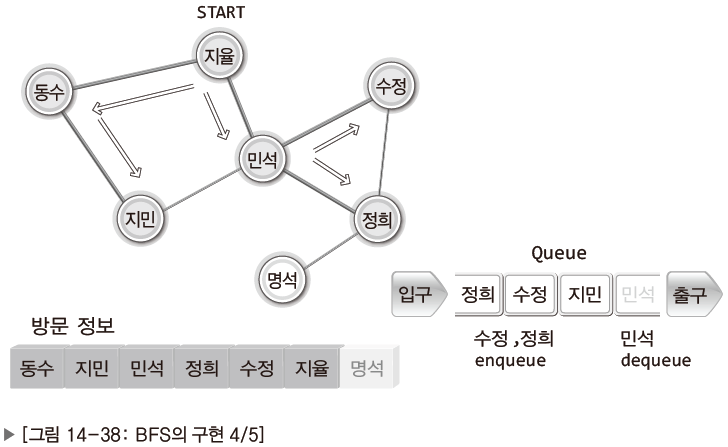 START
지율
동수
수정
민석
지민
정희
명석
Queue
입구 정희 수정 지민 민석 출구
수정 ,정희 민석
enqueue dequeue
방문 정보
동수 지민 민석 정희 수정 지율 명석
▶ [그림 14-38: BFS의 구현 4/5]